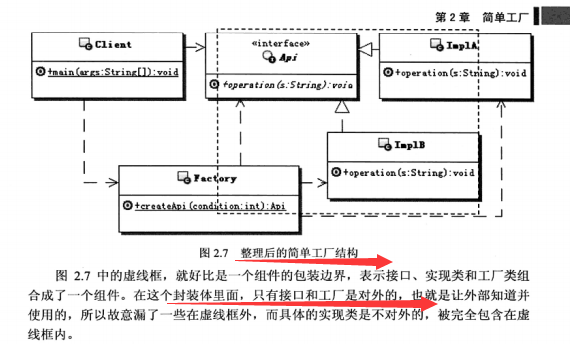 第 2 章 简单工厂
Client
+main(args:String[]):void
«interface»
Api
+operation(s:String):void
ImplA
+operation(s:String):void
ImplB
+operation(s:String):void
Factory
+createApi(condition:int):Api
图 2.7 整理后的简单工厂结构
图 2.7 中的虚线框，就好比是一个组件的包装边界，表示接口、实现类和工厂类组
合成了一个组件。在这个封装体里面，只有接口和工厂是对外的，也就是让外部知道并
使用的，所以故意漏了一些在虚线框外，而具体的实现类是不对外的，被完全包含在虚
线框内。